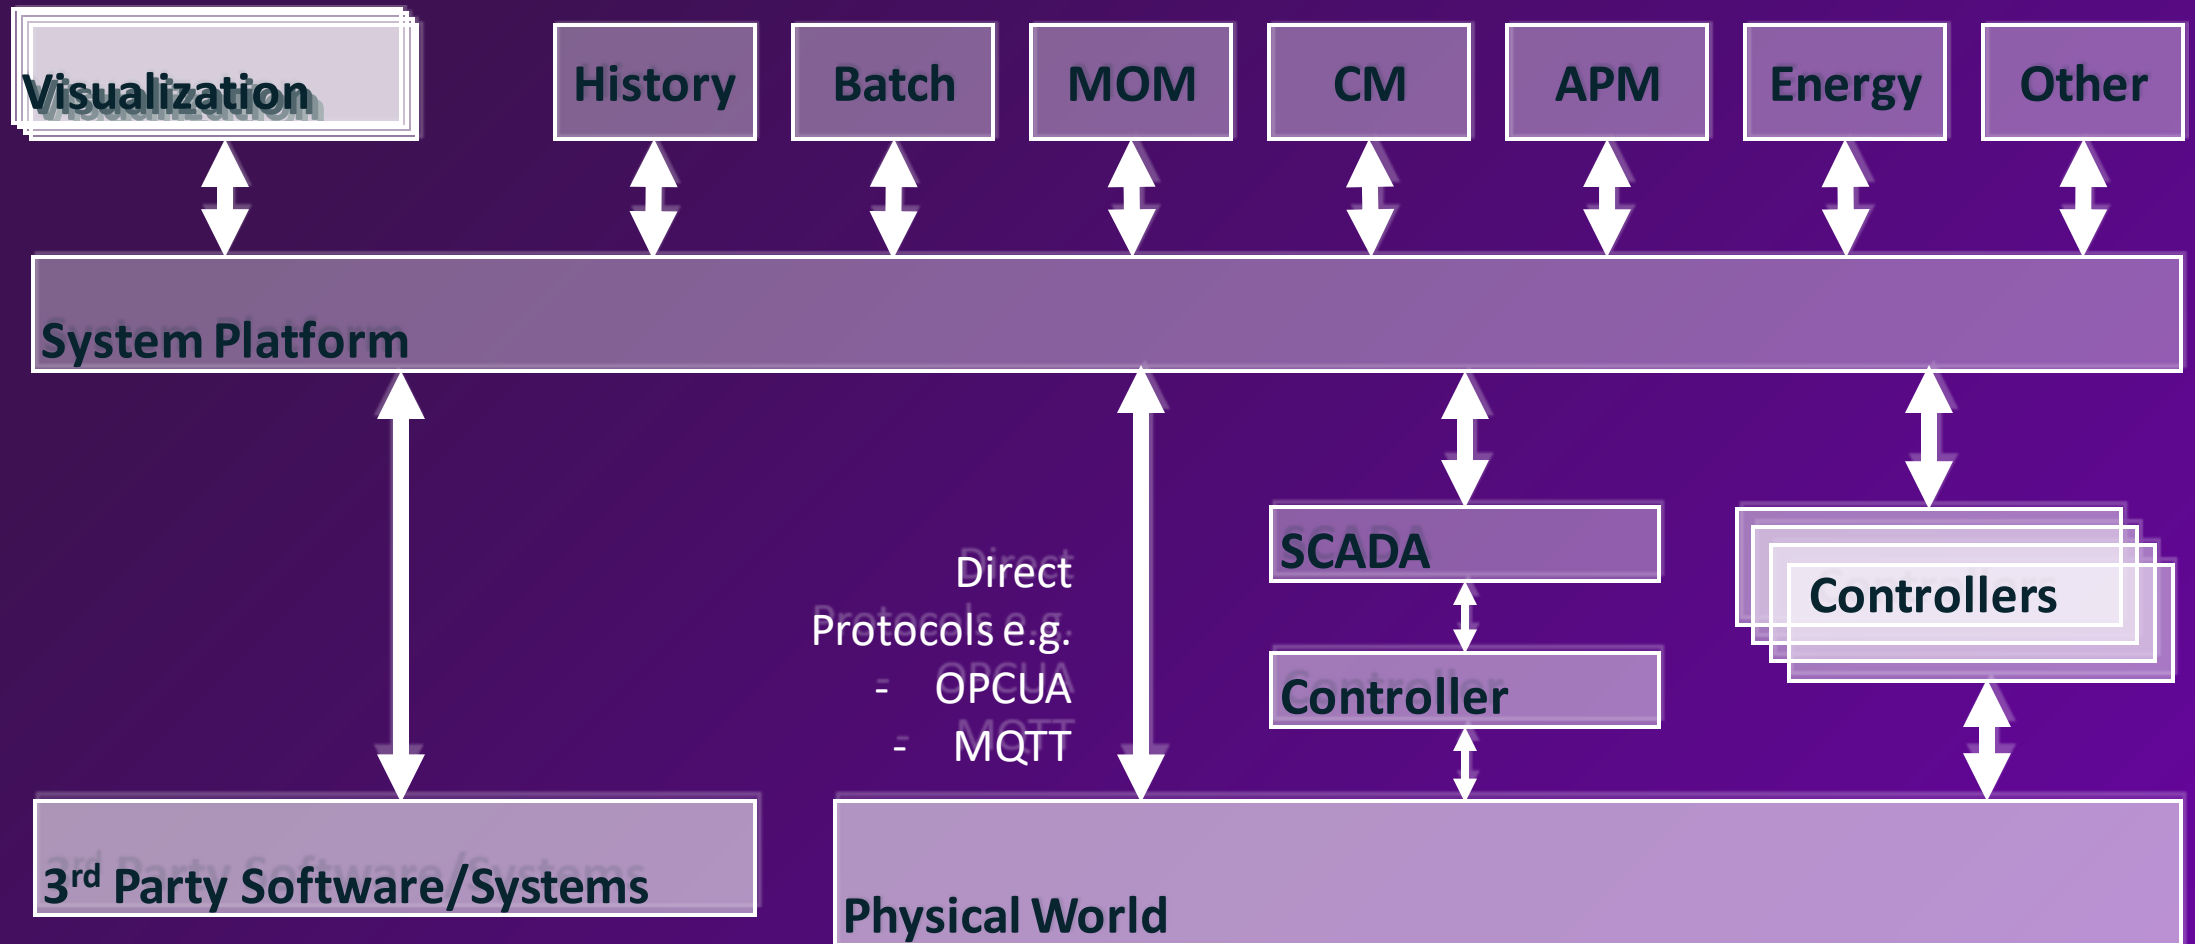 Visualization
History
Batch
MOM
CM
APM
Energy
Other
System Platform
Direct
Protocols e.g.
- OPCUA
- MQTT
SCADA
Controller
Controllers
3rd Party Software/Systems
Physical World